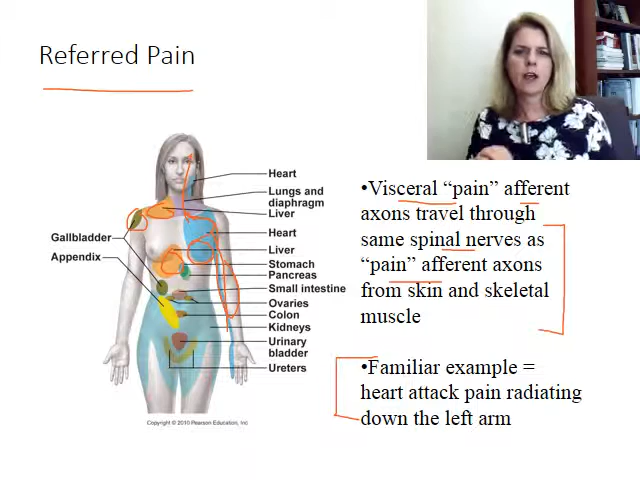 Referred Pain
Heart
Lungs and
diaphragm
Liver
Gallbladder
Heart
Appendix
Liver
Stomach
Pancreas
Small intestine
Ovaries
Colon
Kidneys
Urinary
bladder
Ureters
Copyright © 2010 Pearson Education, Inc.
•Visceral “pain” afferent
axons travel through
same spinal nerves as
“pain” afferent axons
from skin and skeletal
muscle
•Familiar example =
heart attack pain radiating
down the left arm